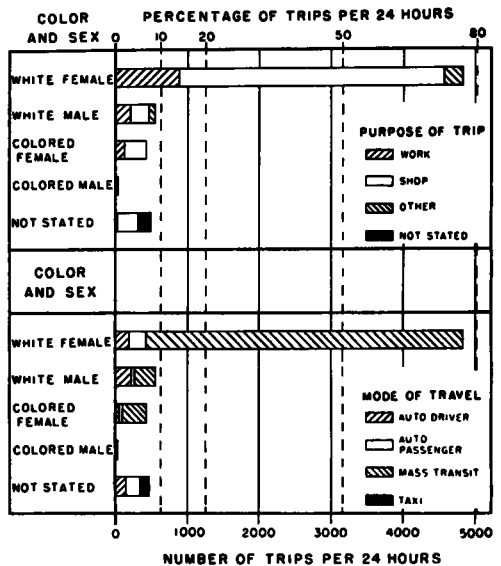 COLOR
AND SEX
PERCENTAGE OF TRIPS PER 24 HOURS
0 10 20 50 80
WHITE FEMALE
WHITE MALE
COLORED
FEMALE
COLORED MALE
NOT STATED
PURPOSE OF TRIP
WORK
SHOP
OTHER
NOT STATED
COLOR
AND SEX
WHITE FEMALE
WHITE MALE
COLORED
FEMALE
COLORED MALE
NOT STATED
MODE OF TRAVEL
AUTO DRIVER
AUTO
PASSENGER
MASS TRANSIT
TAXI
0 1000 2000 3000 4000 5000
NUMBER OF TRIPS PER 24 HOURS